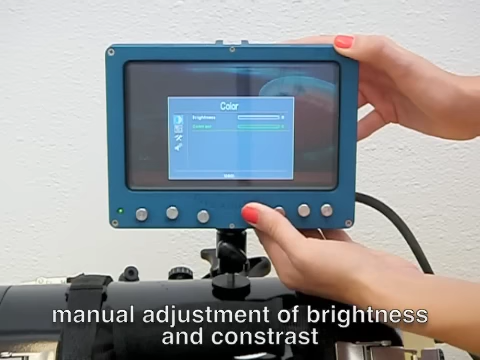 Color
Brightness
Contrast
manual adjustment of brightness
and constrast